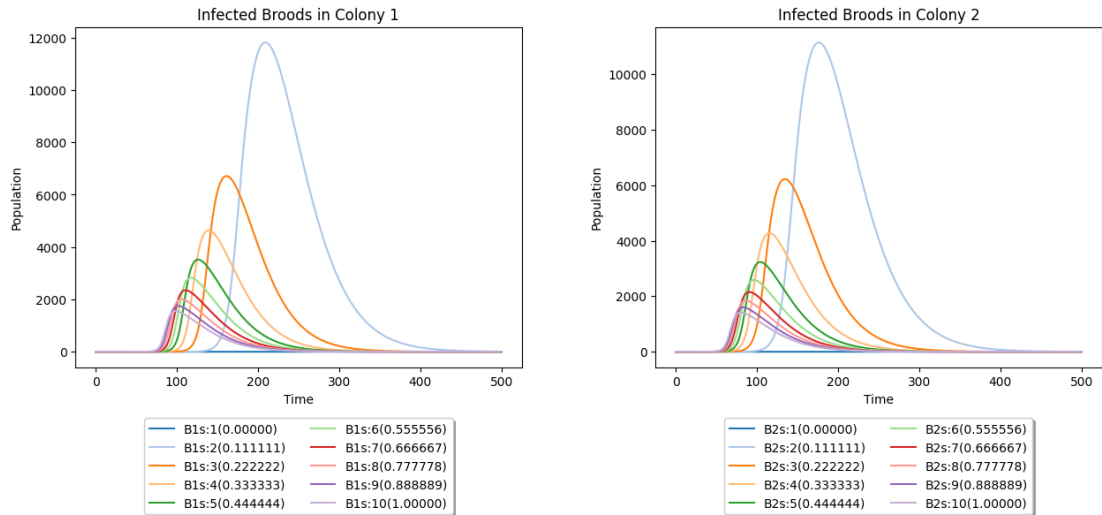 Infected Broods in Colony 1
12000
10000
8000
6000
4000
2000
0
Population
0 100 200 300 400 500
Time
B1s:1(0.00000)
B1s:2(0.111111)
B1s:3(0.222222)
B1s:4(0.333333)
B1s:5(0.444444)
B1s:6(0.555556)
B1s:7(0.666667)
B1s:8(0.777778)
B1s:9(0.888889)
B1s:10(1.00000)
Infected Broods in Colony 2
10000
8000
6000
4000
2000
0
Population
0 100 200 300 400 500
Time
B2s:1(0.00000)
B2s:2(0.111111)
B2s:3(0.222222)
B2s:4(0.333333)
B2s:5(0.444444)
B2s:6(0.555556)
B2s:7(0.666667)
B2s:8(0.777778)
B2s:9(0.888889)
B2s:10(1.00000)